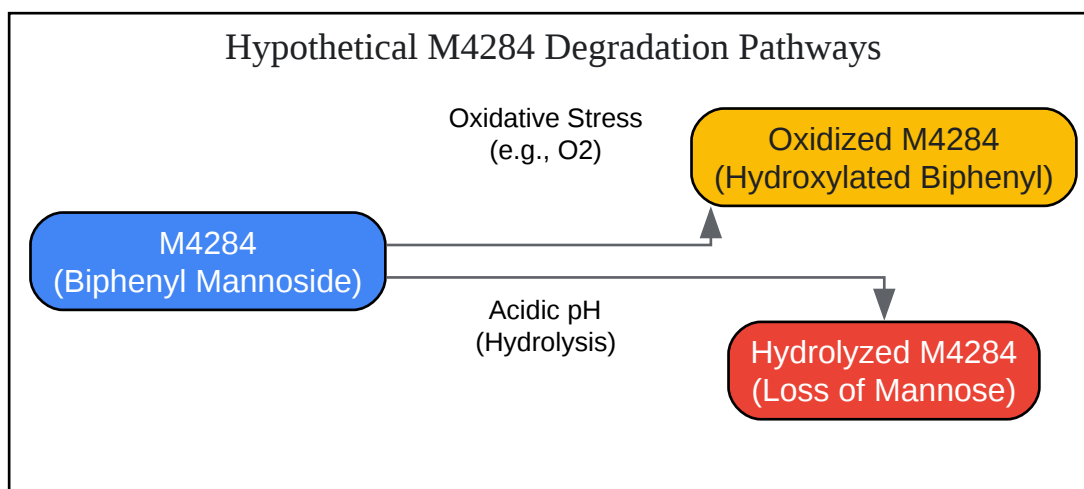 Hypothetical M4284 Degradation Pathways
Oxidative Stress
(e.g., O2)
Oxidized M4284
(Hydroxylated Biphenyl)
M4284
(Biphenyl Mannoside)
Acidic pH
(Hydrolysis)
Hydrolyzed M4284
(Loss of Mannose)